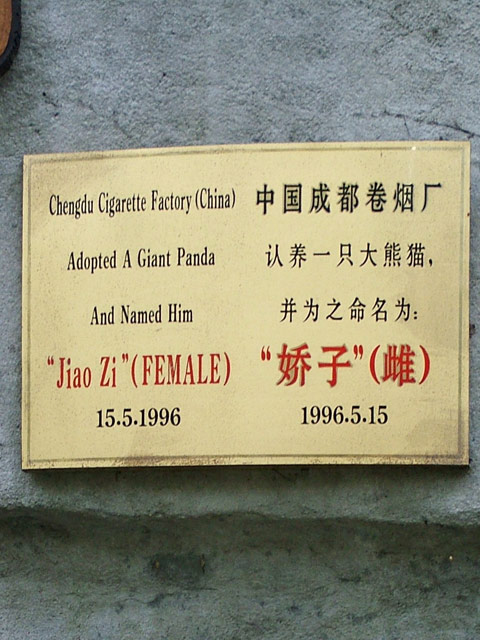 Chengdu Cigarette Factory (China)
Adopted A Giant Panda
And Named Him
"Jiao Zi" (FEMALE)
15.5.1996
中国成都卷烟厂
认养一只大熊猫，
并为之命名为：
“娇子”(雌)
1996.5.15